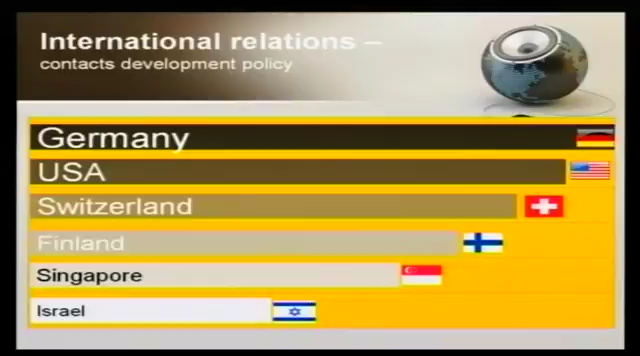 International relations –
contacts development policy
Germany
USA
Switzerland
Finland
Singapore
Israel